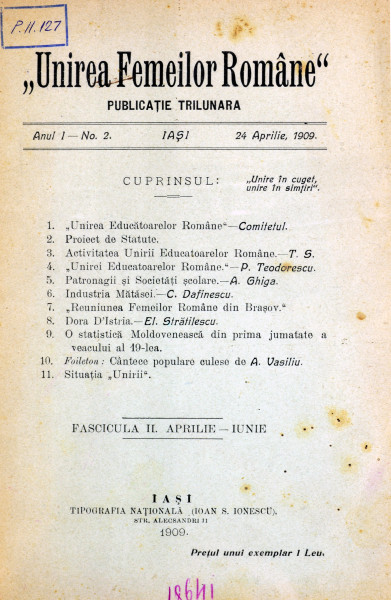 P.II.127
„Unirea Femeilor Române“
PUBLICAȚIE TRILUNARA
Anul I — No. 2. IAȘI 24 Aprilie, 1909.
CUPRINSUL: „Unire în cuget,
unire în simțiri“.
1. „Unirea Educătoarelor Române“—Comitetul.
2. Proiect de Statute.
3. Activitatea Unirii Educatoarelor Române.—T. S.
4. „Unirei Educatoarelor Române.“—P. Teodorescu.
5. Patronagii și Societăți școlare.—A. Ghiga.
6. Industria Mătăsei.—C. Dafinescu.
7. „Reuniunea Femeilor Române din Brașov.“
8. Dora D'Istria.—El. Strătilescu.
9. O statistică Moldovenească din prima jumatate a
veacului al 19-lea.
10. Foileton: Cântece populare culese de A. Vasiliu.
11. Situația „Unirii“.
FASCICULA II. APRILIE — IUNIE
IAȘI
TIPOGRAFIA NAȚIONALĂ (IOAN S. IONESCU).
STR. ALECSANDRI 11
1909.
Prețul unui exemplar 1 Leu.
18641